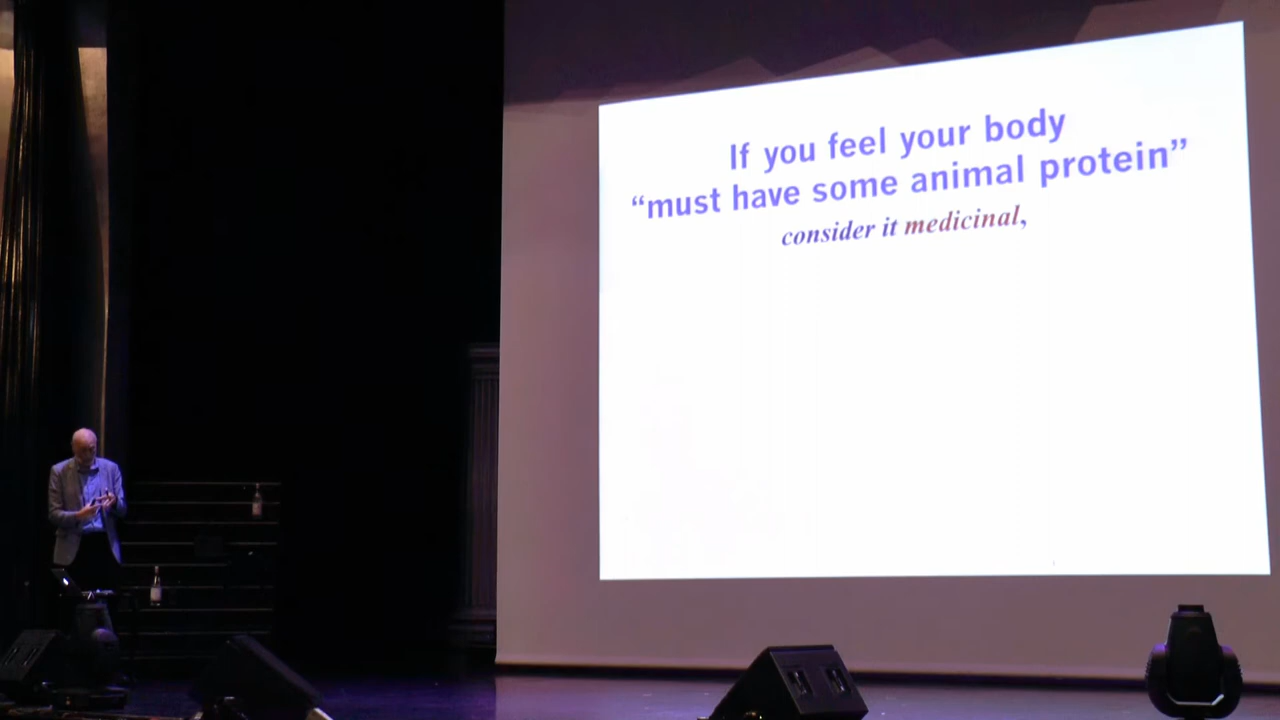 If you feel your body
“must have some animal protein”
consider it medicinal,